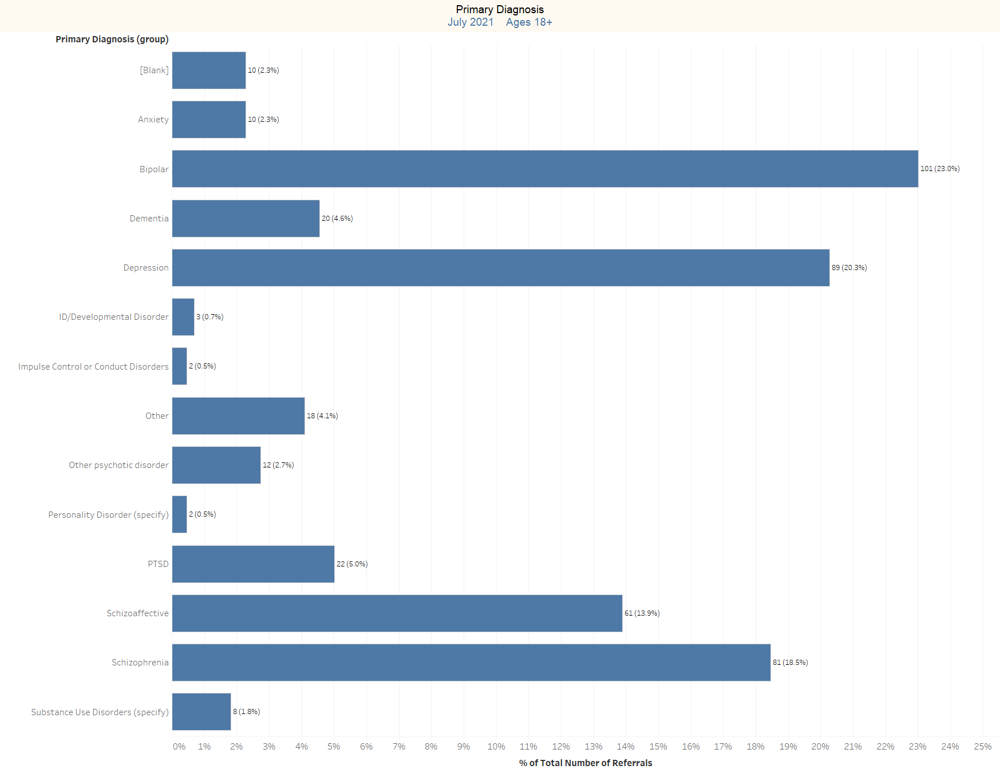 Primary Diagnosis
July 2021 Ages 18+
Primary Diagnosis (group)
[Blank] 10 (2.3%)
Anxiety 10 (2.3%)
Bipolar 101 (23.0%)
Dementia 20 (4.6%)
Depression 89 (20.3%)
ID/Developmental Disorder 3 (0.7%)
Impulse Control or Conduct Disorders 2 (0.5%)
Other 18 (4.1%)
Other psychotic disorder 12 (2.7%)
Personality Disorder (specify) 2 (0.5%)
PTSD 22 (5.0%)
Schizoaffective 61 (13.9%)
Schizophrenia 81 (18.5%)
Substance Use Disorders (specify) 8 (1.8%)
0% 1% 2% 3% 4% 5% 6% 7% 8% 9% 10% 11% 12% 13% 14% 15% 16% 17% 18% 19% 20% 21% 22% 23% 24% 25%
% of Total Number of Referrals